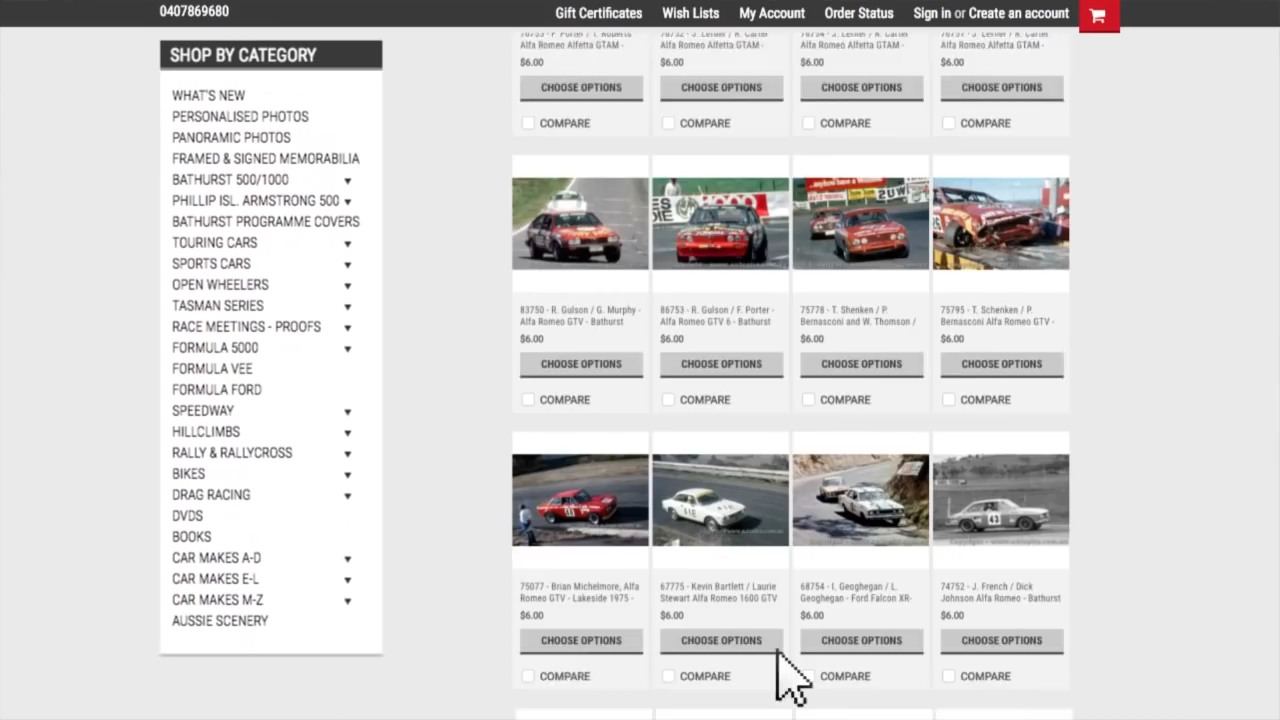 0407869680
Gift Certificates Wish Lists My Account Order Status Sign in or Create an account
SHOP BY CATEGORY
WHAT'S NEW
PERSONALISED PHOTOS
PANORAMIC PHOTOS
FRAMED & SIGNED MEMORABILIA
BATHURST 500/1000
PHILLIP ISL. ARMSTRONG 500
BATHURST PROGRAMME COVERS
TOURING CARS
SPORTS CARS
OPEN WHEELERS
TASMAN SERIES
RACE MEETINGS - PROOFS
FORMULA 5000
FORMULA VEE
FORMULA FORD
SPEEDWAY
HILLCLIMBS
RALLY & RALLYCROSS
BIKES
DRAG RACING
DVDS
BOOKS
CAR MAKES A-D
CAR MAKES E-L
CAR MAKES M-Z
AUSSIE SCENERY
Alfa Romeo Alfetta GTAM -
$6.00
CHOOSE OPTIONS
COMPARE
Alfa Romeo Alfetta GTAM -
$6.00
CHOOSE OPTIONS
COMPARE
Alfa Romeo Alfetta GTAM -
$6.00
CHOOSE OPTIONS
COMPARE
Alfa Romeo Alfetta GTAM -
$6.00
CHOOSE OPTIONS
COMPARE
83750 - R. Gulson / G. Murphy -
Alfa Romeo GTV - Bathurst
$6.00
CHOOSE OPTIONS
COMPARE
86753 - R. Gulson / F. Porter -
Alfa Romeo GTV 6 - Bathurst
$6.00
CHOOSE OPTIONS
COMPARE
75778 - T. Shenken / P.
Bernasconi and W. Thomson /
$6.00
CHOOSE OPTIONS
COMPARE
75795 - T. Schenken / P.
Bernasconi Alfa Romeo GTV -
$6.00
CHOOSE OPTIONS
COMPARE
75077 - Brian Michelmore, Alfa
Romeo GTV - Lakeside 1975 -
$6.00
CHOOSE OPTIONS
COMPARE
67775 - Kevin Bartlett / Laurie
Stewart Alfa Romeo 1600 GTV
$6.00
CHOOSE OPTIONS
COMPARE
68754 - I. Geoghegan / L.
Geoghegan - Ford Falcon XR-
$6.00
CHOOSE OPTIONS
COMPARE
43
74752 - J. French / Dick
Johnson Alfa Romeo - Bathurst
$6.00
CHOOSE OPTIONS
COMPARE